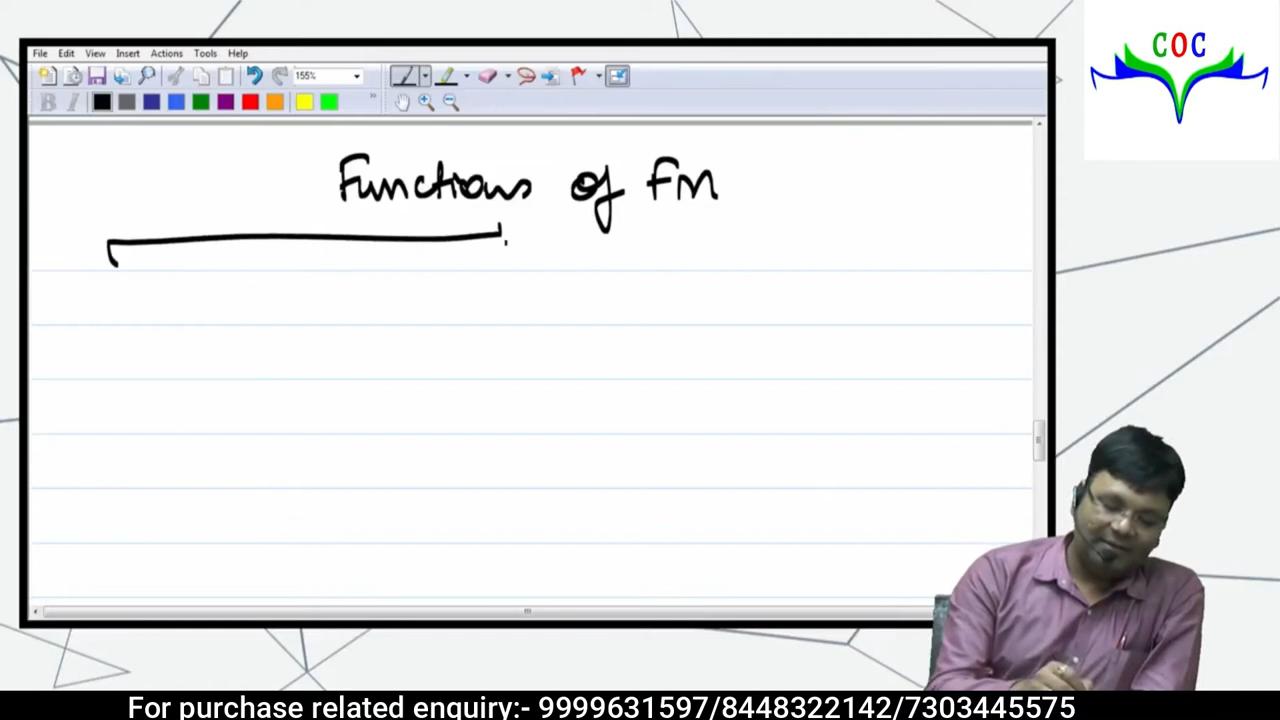 COC
File Edit View Insert Actions Tools Help
155%
B I
Functions of FM
For purchase related enquiry:- 9999631597/8448322142/7303445575